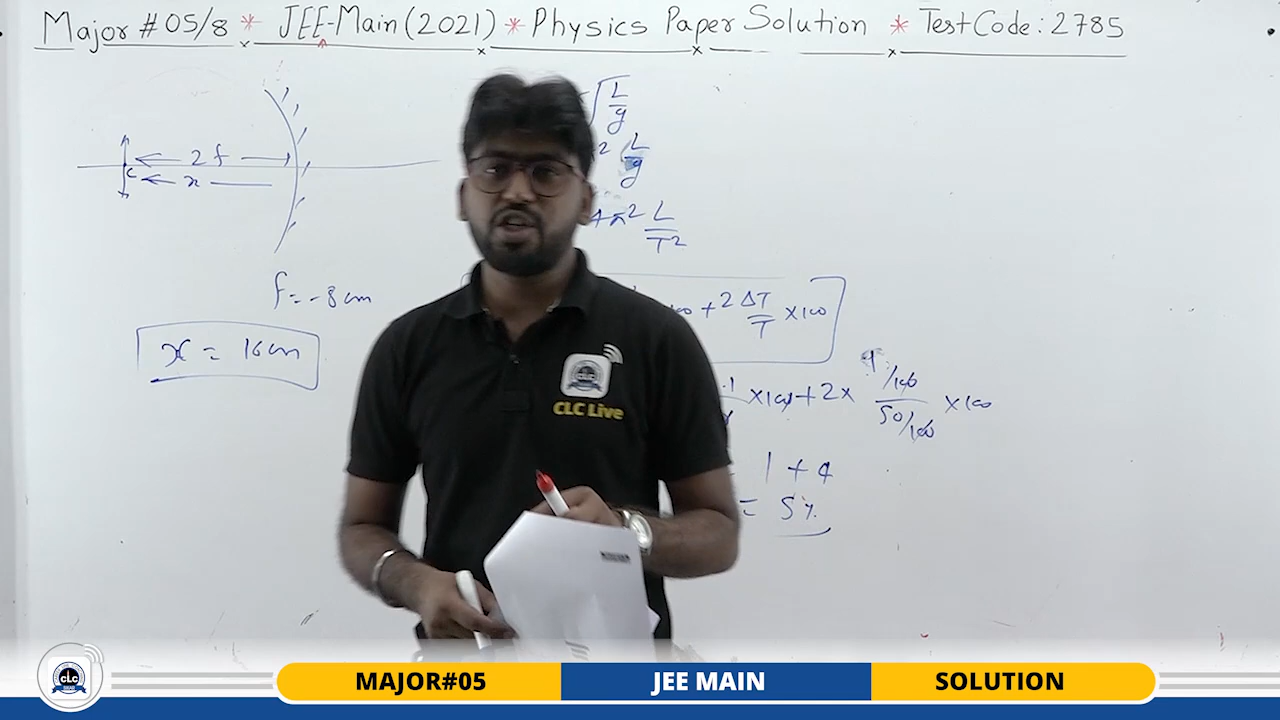 Major # 05/8 * JEE-Main (2021) * Physics Paper Solution * Test Code: 2785
2f
c
x
f = -8 cm
x = 16 cm
√L/g
2 L/g
4π² L/T²
+ 2 ΔT/T × 100
× 100 + 2 × /100 / 50/100 × 100
1 + 4
= 5%
CLC Live
CLC
MAJOR#05
JEE MAIN
SOLUTION